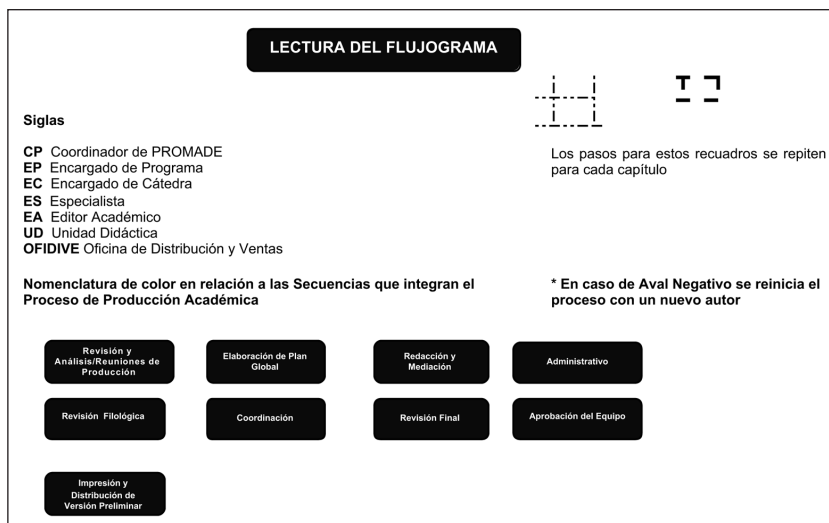 LECTURA DEL FLUJOGRAMA
Siglas
CP Coordinador de PROMADE
EP Encargado de Programa
EC Encargado de Cátedra
ES Especialista
EA Editor Académico
UD Unidad Didáctica
OFIDIVE Oficina de Distribución y Ventas
Los pasos para estos recuadros se repiten
para cada capítulo
Nomenclatura de color en relación a las Secuencias que integran el
Proceso de Producción Académica
* En caso de Aval Negativo se reinicia el
proceso con un nuevo autor
Revisión y
Análisis/Reuniones de
Producción
Elaboración de Plan
Global
Redacción y
Mediación
Administrativo
Revisión Filológica
Coordinación
Revisión Final
Aprobación del Equipo
Impresión y
Distribución de
Versión Preliminar